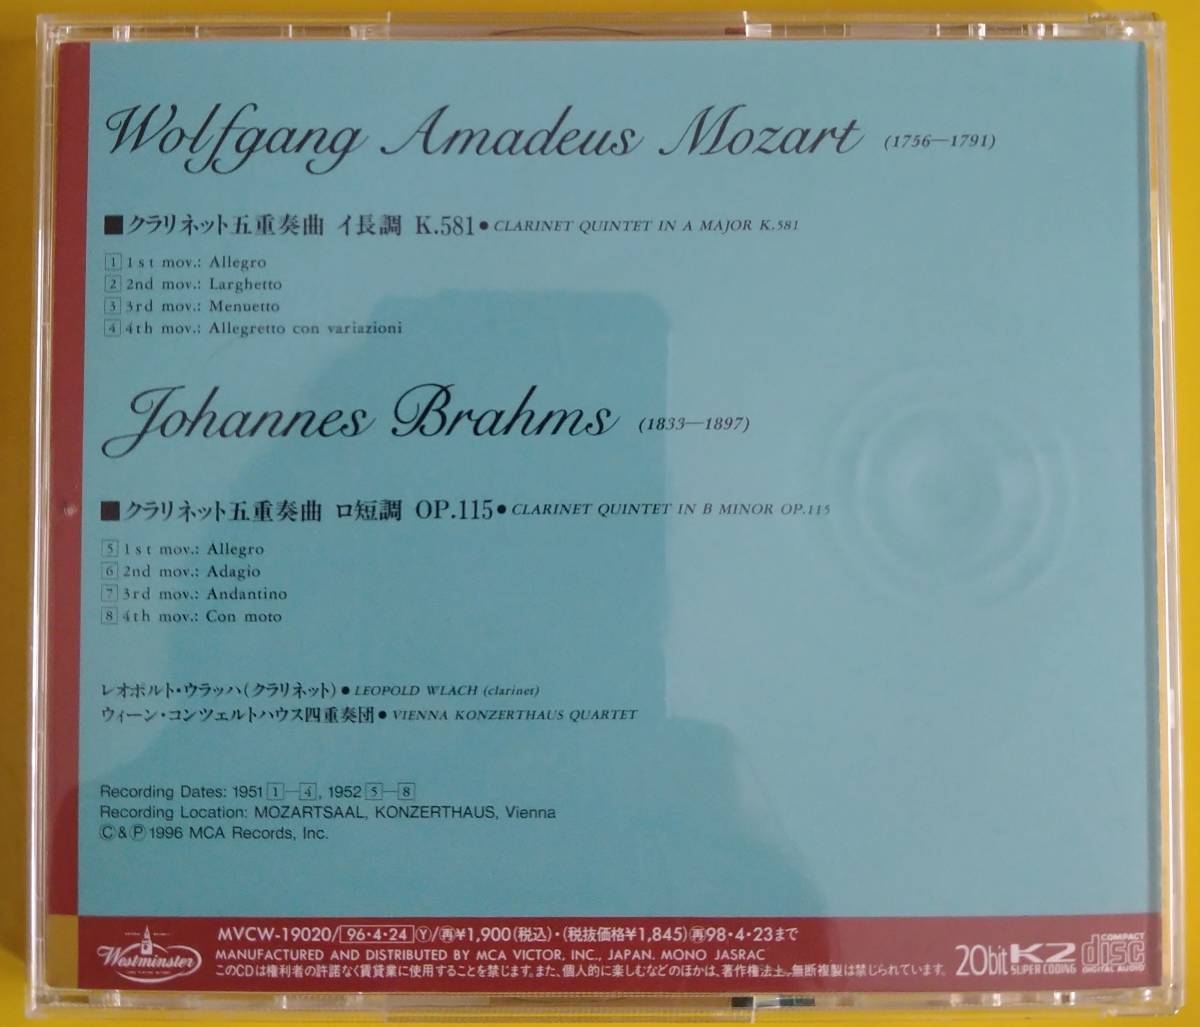 Wolfgang Amadeus Mozart (1756—1791)
■クラリネット五重奏曲 イ長調 K.581●CLARINET QUINTET IN A MAJOR K.581
1 1st mov.: Allegro
2 2nd mov.: Larghetto
3 3rd mov.: Menuetto
4 4th mov.: Allegretto con variazioni
Johannes Brahms (1833—1897)
■クラリネット五重奏曲 ロ短調 OP.115●CLARINET QUINTET IN B MINOR OP.115
5 1st mov.: Allegro
6 2nd mov.: Adagio
7 3rd mov.: Andantino
8 4th mov.: Con moto
レオポルト・ウラッハ(クラリネット)●LEOPOLD WLACH (clarinet)
ウィーン・コンツェルトハウス四重奏団●VIENNA KONZERTHAUS QUARTET
Recording Dates: 1951 1—4, 1952 5—8
Recording Location: MOZARTSAAL, KONZERTHAUS, Vienna
Ⓒ&Ⓟ1996 MCA Records, Inc.
Westminster
MVCW-19020/96・4・24Ⓨ/㊢¥1,900(税込)・(税抜価格¥1,845)㊢98・4・23まで
MANUFACTURED AND DISTRIBUTED BY MCA VICTOR, INC., JAPAN. MONO JASRAC
このCDは権利者の許諾なく賃貸業に使用することを禁じます。また、個人的に楽しむなどのほかは、著作権法上、無断複製は禁じられています。
20bit K2 SUPER CODING
COMPACT disc DIGITAL AUDIO